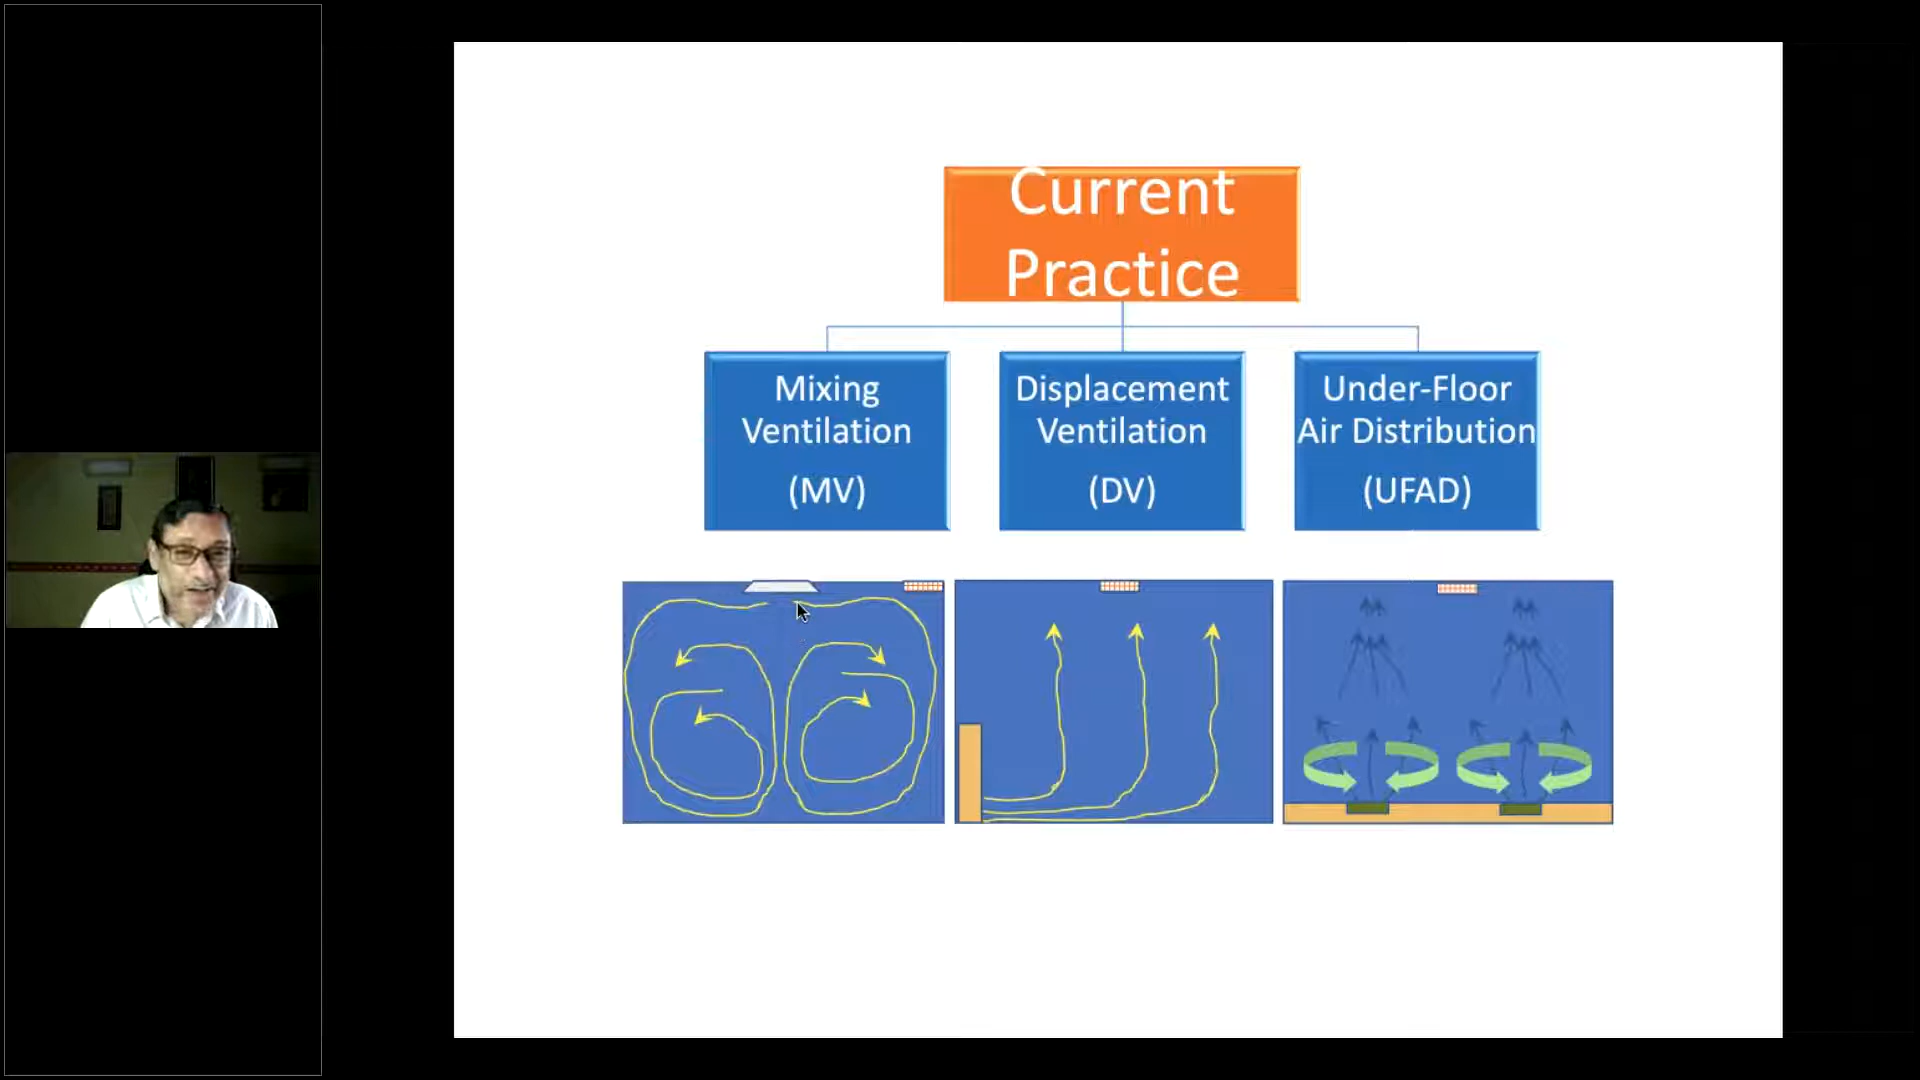 Current
Practice
Mixing
Ventilation
(MV)
Displacement
Ventilation
(DV)
Under-Floor
Air Distribution
(UFAD)